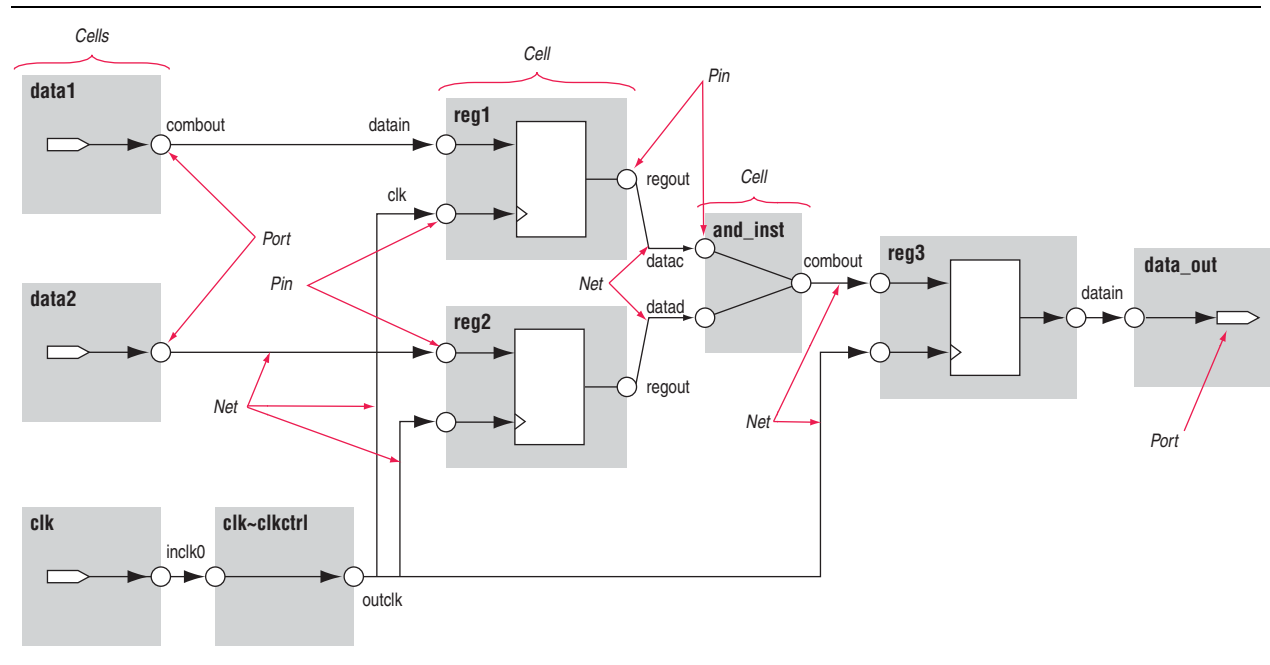 Cells
Cell
Pin
data1
reg1
combout
datain
regout
clk
Cell
and_inst
Port
datac
combout
reg3
data_out
Pin
Net
data2
datad
datain
reg2
regout
Net
Net
Port
clk
clk~clkctrl
inclk0
outclk